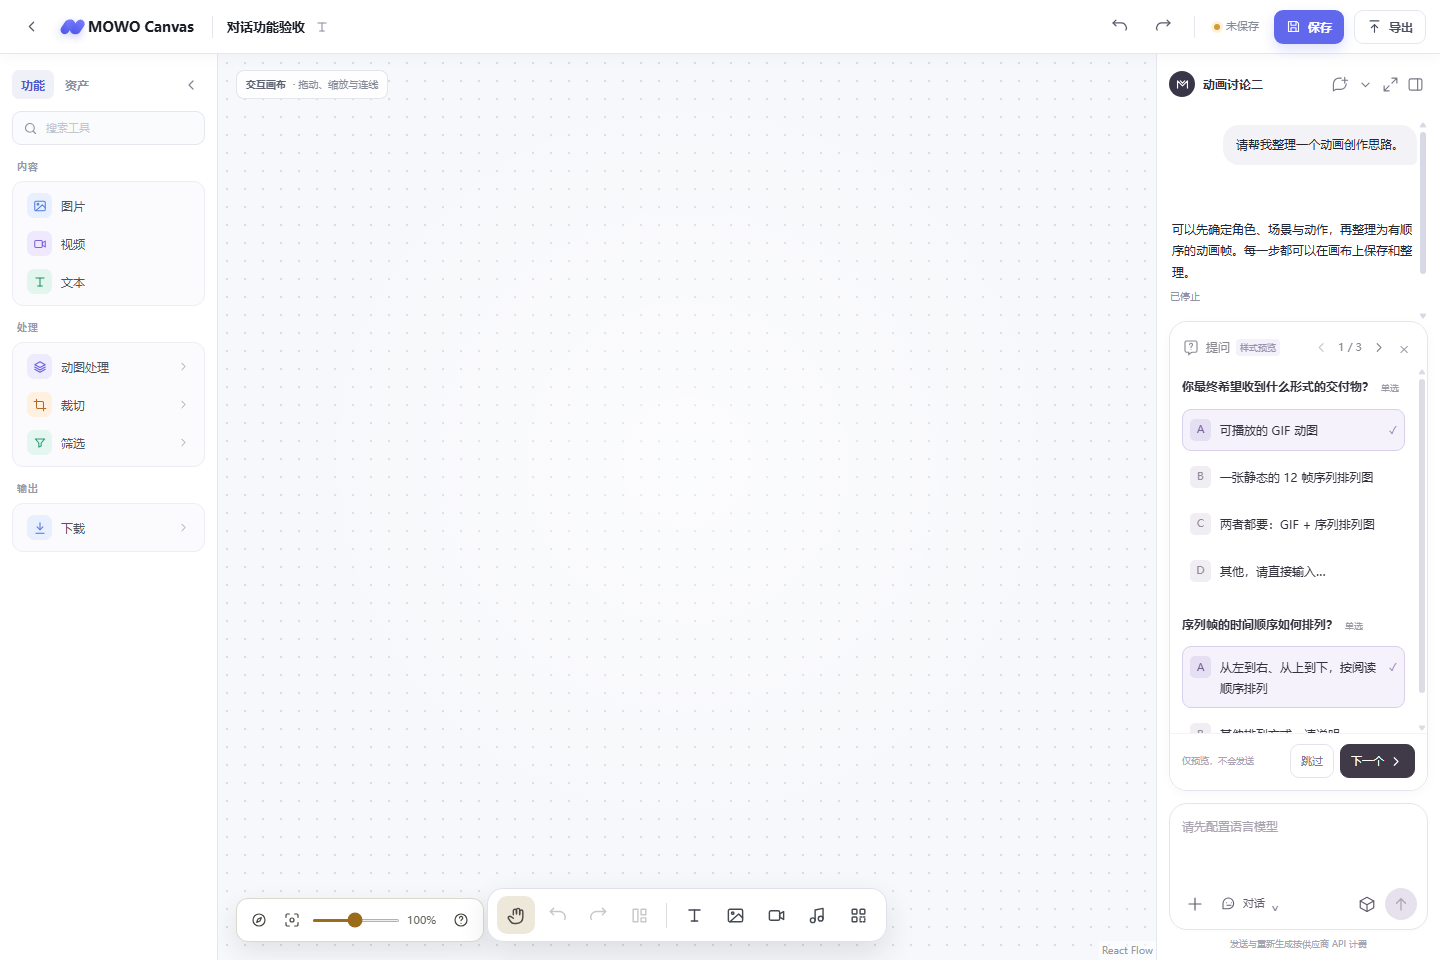 MOWO Canvas
对话功能验收
未保存
保存
导出
功能
资产
搜索工具
内容
图片
视频
文本
处理
动图处理
裁切
筛选
输出
下载
交互画布 · 拖动、缩放与连线
100%
React Flow
动画讨论二
请帮我整理一个动画创作思路。
可以先确定角色、场景与动作，再整理为有顺
序的动画帧。每一步都可以在画布上保存和整
理。
已停止
提问
样式预览
1 / 3
你最终希望收到什么形式的交付物？ 单选
A 可播放的 GIF 动图
B 一张静态的 12 帧序列排列图
C 两者都要：GIF + 序列排列图
D 其他，请直接输入...
序列帧的时间顺序如何排列？ 单选
A 从左到右、从上到下，按阅读
顺序排列
B 其他排列方式，请说明
仅预览，不会发送
跳过
下一个
请先配置语言模型
对话
发送与重新生成按供应商 API 计费